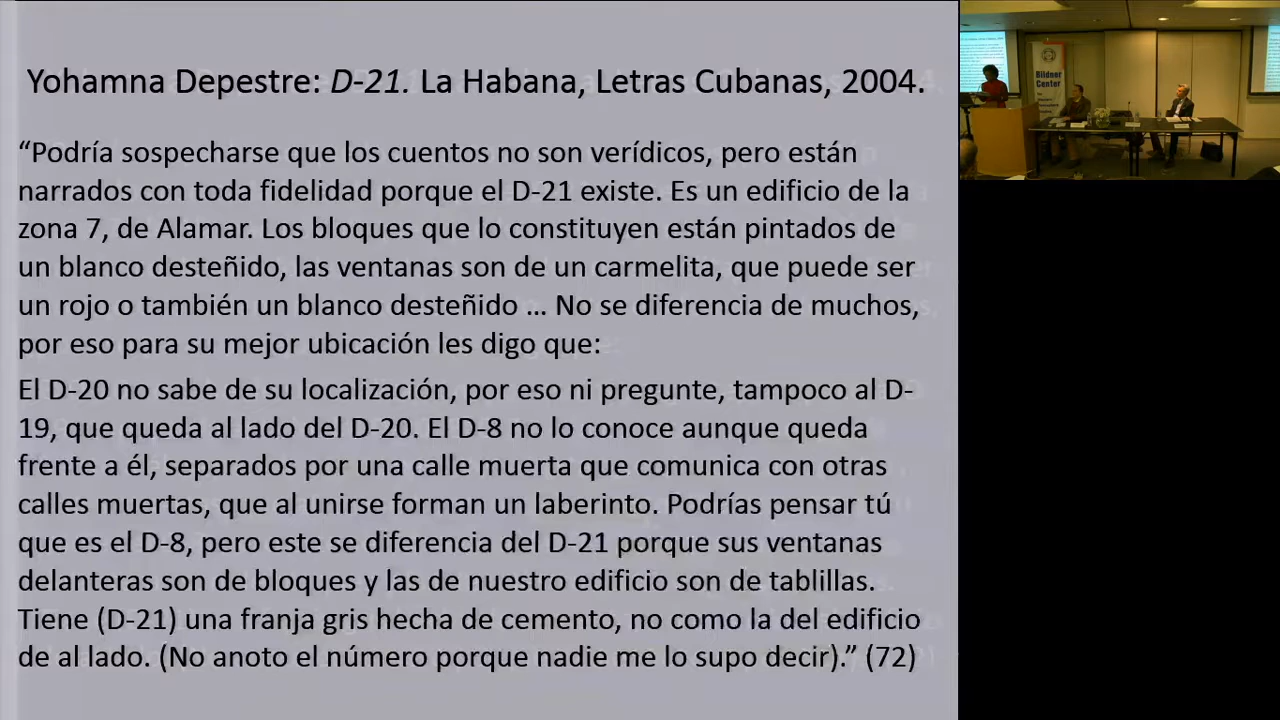 Yohamna Depestre: D-21. La Habana, Letras Cubanas, 2004.
“Podría sospecharse que los cuentos no son verídicos, pero están
narrados con toda fidelidad porque el D-21 existe. Es un edificio de la
zona 7, de Alamar. Los bloques que lo constituyen están pintados de
un blanco desteñido, las ventanas son de un carmelita, que puede ser
un rojo o también un blanco desteñido ... No se diferencia de muchos,
por eso para su mejor ubicación les digo que:
El D-20 no sabe de su localización, por eso ni pregunte, tampoco al D-
19, que queda al lado del D-20. El D-8 no lo conoce aunque queda
frente a él, separados por una calle muerta que comunica con otras
calles muertas, que al unirse forman un laberinto. Podrías pensar tú
que es el D-8, pero este se diferencia del D-21 porque sus ventanas
delanteras son de bloques y las de nuestro edificio son de tablillas.
Tiene (D-21) una franja gris hecha de cemento, no como la del edificio
de al lado. (No anoto el número porque nadie me lo supo decir).” (72)
Bildner
Center